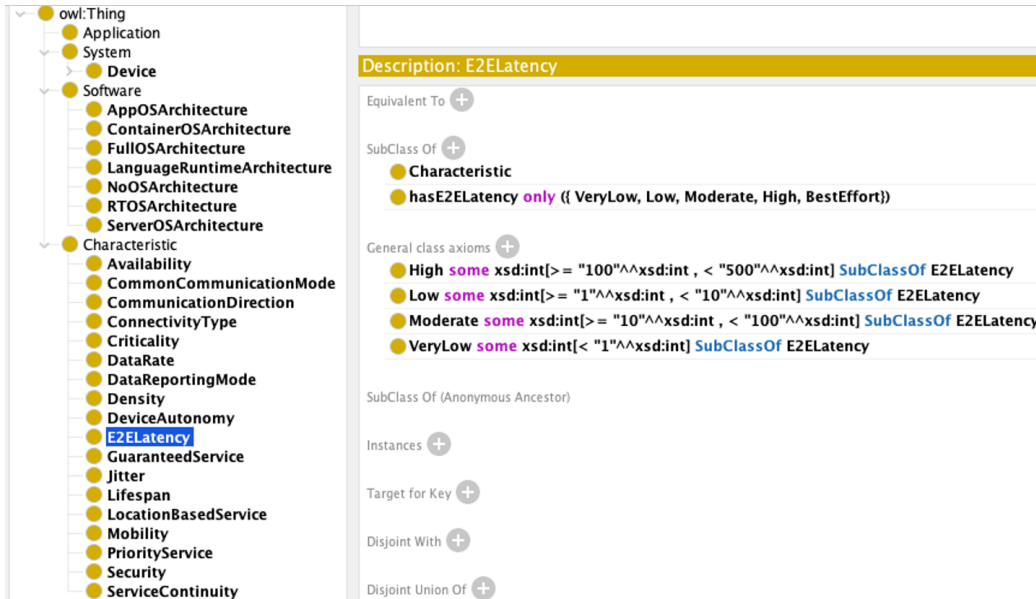 owl:Thing
Application
System
Device
Software
AppOSArchitecture
ContainerOSArchitecture
FullOSArchitecture
LanguageRuntimeArchitecture
NoOSArchitecture
RTOSArchitecture
ServerOSArchitecture
Characteristic
Availability
CommonCommunicationMode
CommunicationDirection
ConnectivityType
Criticality
DataRate
DataReportingMode
Density
DeviceAutonomy
E2ELatency
GuaranteedService
Jitter
Lifespan
LocationBasedService
Mobility
PriorityService
Security
ServiceContinuity
Description: E2ELatency
Equivalent To
SubClass Of
Characteristic
hasE2ELatency only ({ VeryLow, Low, Moderate, High, BestEffort})
General class axioms
High some xsd:int[>= "100"^^xsd:int , < "500"^^xsd:int] SubClassOf E2ELatency
Low some xsd:int[>= "1"^^xsd:int , < "10"^^xsd:int] SubClassOf E2ELatency
Moderate some xsd:int[>= "10"^^xsd:int , < "100"^^xsd:int] SubClassOf E2ELatency
VeryLow some xsd:int[< "1"^^xsd:int] SubClassOf E2ELatency
SubClass Of (Anonymous Ancestor)
Instances
Target for Key
Disjoint With
Disjoint Union Of